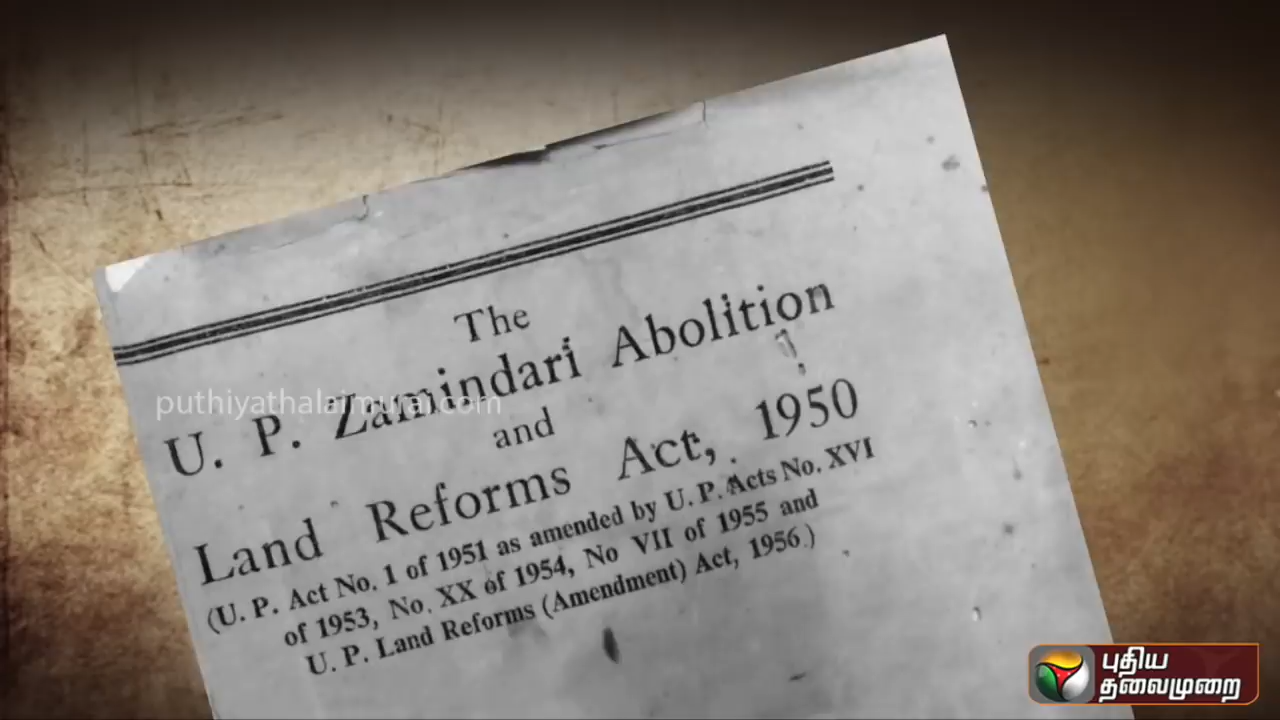 The
U. P. Zamindari Abolition
and
Land Reforms Act, 1950
(U. P. Act No. 1 of 1951 as amended by U. P. Acts No. XVI
of 1953, No. XX of 1954, No VII of 1955 and
U. P. Land Reforms (Amendment) Act, 1956.)
puthiyathalaimurai.com
புதிய
தலைமுறை